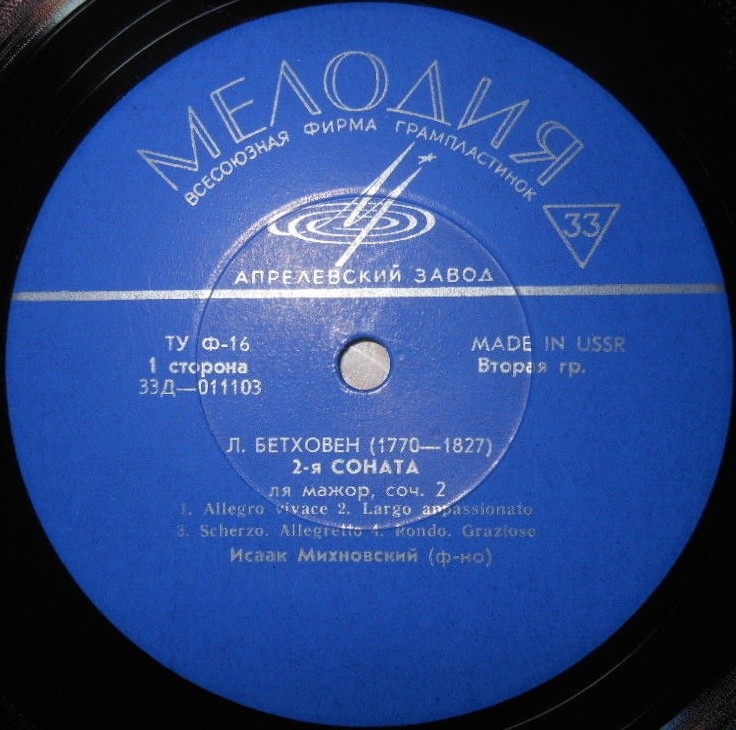 МЕЛОДИЯ
ВСЕСОЮЗНАЯ ФИРМА ГРАМПЛАСТИНОК
33
АПРЕЛЕВСКИЙ ЗАВОД
ТУ Ф-16
MADE IN USSR
1 сторона
Вторая гр.
33Д—011103
Л. БЕТХОВЕН (1770—1827)
2-я СОНАТА
ля мажор, соч. 2
1. Allegro vivace 2. Largo appassionato
3. Scherzo. Allegretto 4. Rondo. Grazioso
Исаак Михновский (ф-но)